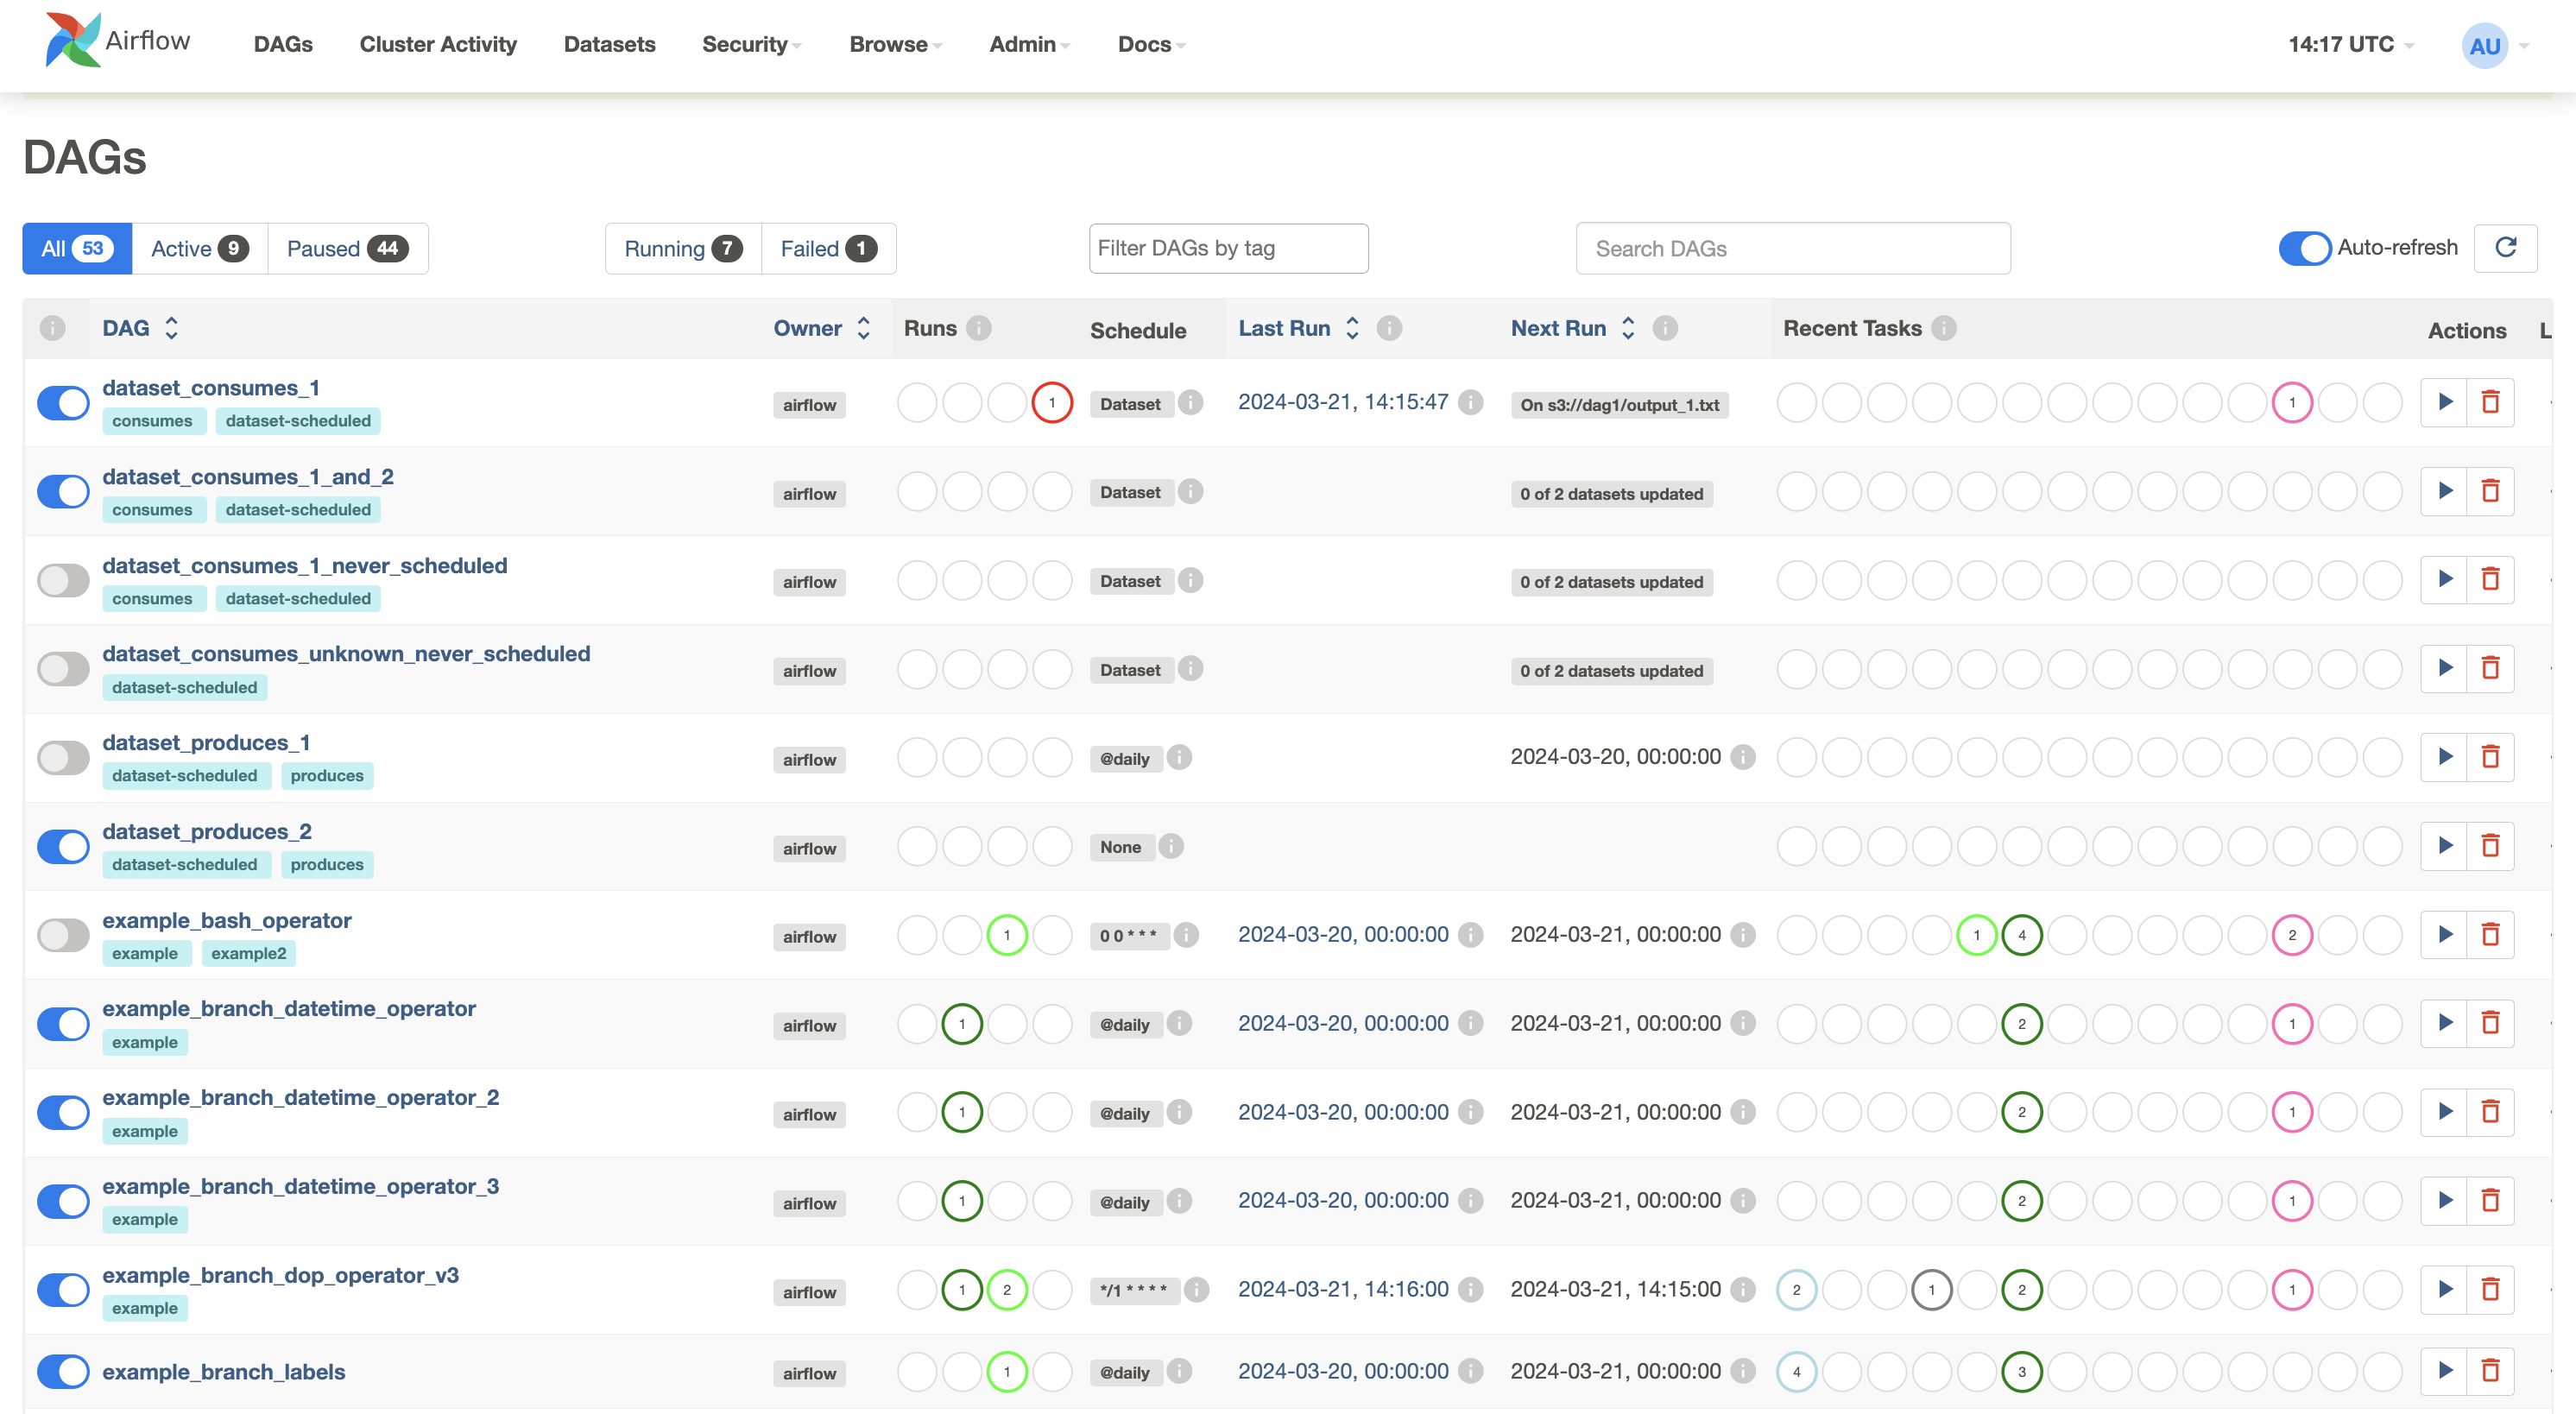 Airflow DAGs Cluster Activity Datasets Security Browse Admin Docs 14:17 UTC AU
DAGs
All 53 Active 9 Paused 44 Running 7 Failed 1 Filter DAGs by tag Search DAGs Auto-refresh
DAG Owner Runs Schedule Last Run Next Run Recent Tasks Actions L
dataset_consumes_1
consumes dataset-scheduled airflow 1 Dataset 2024-03-21, 14:15:47 On s3://dag1/output_1.txt 1
dataset_consumes_1_and_2
consumes dataset-scheduled airflow Dataset 0 of 2 datasets updated
dataset_consumes_1_never_scheduled
consumes dataset-scheduled airflow Dataset 0 of 2 datasets updated
dataset_consumes_unknown_never_scheduled
dataset-scheduled airflow Dataset 0 of 2 datasets updated
dataset_produces_1
dataset-scheduled produces airflow @daily 2024-03-20, 00:00:00
dataset_produces_2
dataset-scheduled produces airflow None
example_bash_operator
example example2 airflow 1 0 0 * * * 2024-03-20, 00:00:00 2024-03-21, 00:00:00 1 4 2
example_branch_datetime_operator
example airflow 1 @daily 2024-03-20, 00:00:00 2024-03-21, 00:00:00 2 1
example_branch_datetime_operator_2
example airflow 1 @daily 2024-03-20, 00:00:00 2024-03-21, 00:00:00 2 1
example_branch_datetime_operator_3
example airflow 1 @daily 2024-03-20, 00:00:00 2024-03-21, 00:00:00 2 1
example_branch_dop_operator_v3
example airflow 1 2 */1 * * * * 2024-03-21, 14:16:00 2024-03-21, 14:15:00 2 1 2 1
example_branch_labels airflow 1 @daily 2024-03-20, 00:00:00 2024-03-21, 00:00:00 4 3